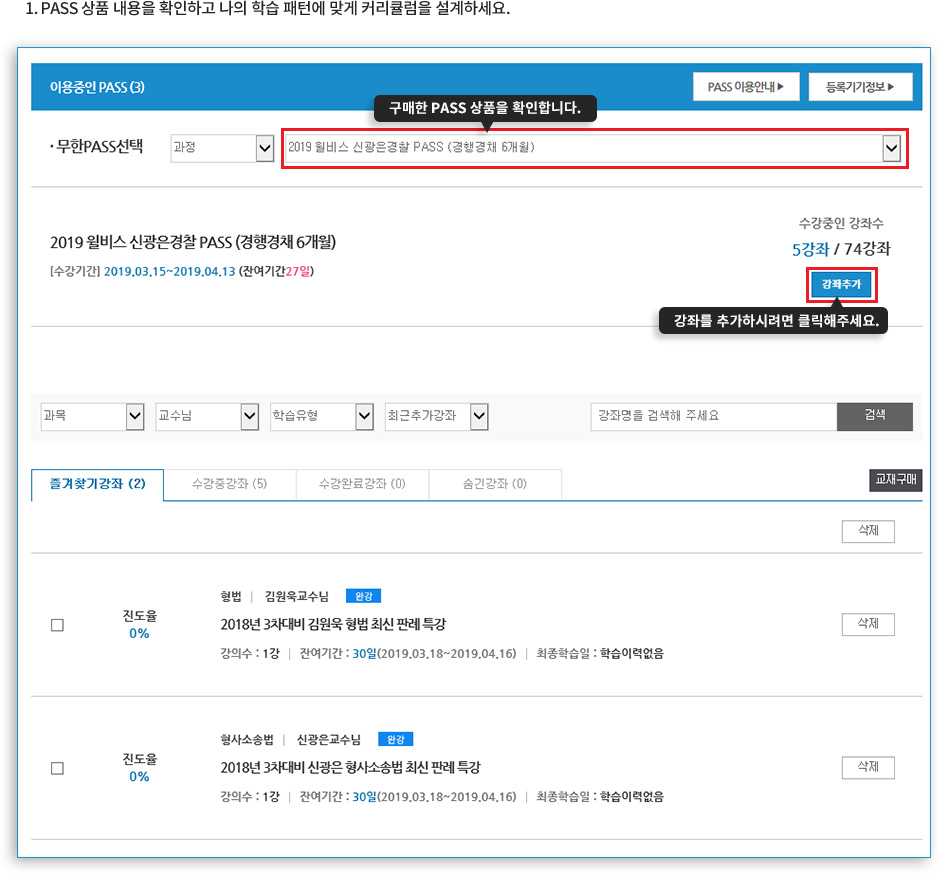 1. PASS 상품 내용을 확인하고 나의 학습 패턴에 맞게 커리큘럼을 설계하세요.
이용중인 PASS (3)
PASS 이용안내 ▶
등록기기정보 ▶
구매한 PASS 상품을 확인합니다.
· 무한PASS선택
과정
2019 윌비스 신광은경찰 PASS (경행경채 6개월)
수강중인 강좌수
2019 윌비스 신광은경찰 PASS (경행경채 6개월)
5강좌 / 74강좌
[수강기간] 2019.03.15~2019.04.13 (잔여기간27일)
강좌추가
강좌를 추가하시려면 클릭해주세요.
과목
교수님
학습유형
최근추가강좌
강좌명을 검색해 주세요
검색
즐겨찾기강좌 (2)
수강중강좌 (5)
수강완료강좌 (0)
숨긴강좌 (0)
교재구매
삭제
형법 | 김원욱교수님 완강
진도율
0%
2018년 3차대비 김원욱 형법 최신 판례 특강
삭제
강의수 : 1강 | 잔여기간 : 30일(2019.03.18~2019.04.16) | 최종학습일 : 학습이력없음
형사소송법 | 신광은교수님 완강
진도율
0%
2018년 3차대비 신광은 형사소송법 최신 판례 특강
삭제
강의수 : 1강 | 잔여기간 : 30일(2019.03.18~2019.04.16) | 최종학습일 : 학습이력없음